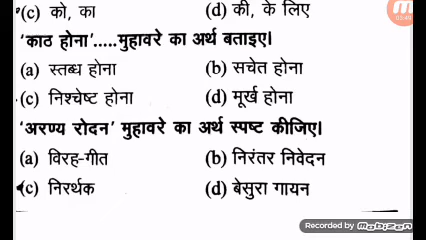 (c) को, का (d) की, के लिए
'काठ होना'.....मुहावरे का अर्थ बताइए।
(a) स्तब्ध होना (b) सचेत होना
(c) निश्चेष्ट होना (d) मूर्ख होना
'अरण्य रोदन' मुहावरे का अर्थ स्पष्ट कीजिए।
(a) विरह-गीत (b) निरंतर निवेदन
(c) निरर्थक (d) बेसुरा गायन
Recorded by Mobizen